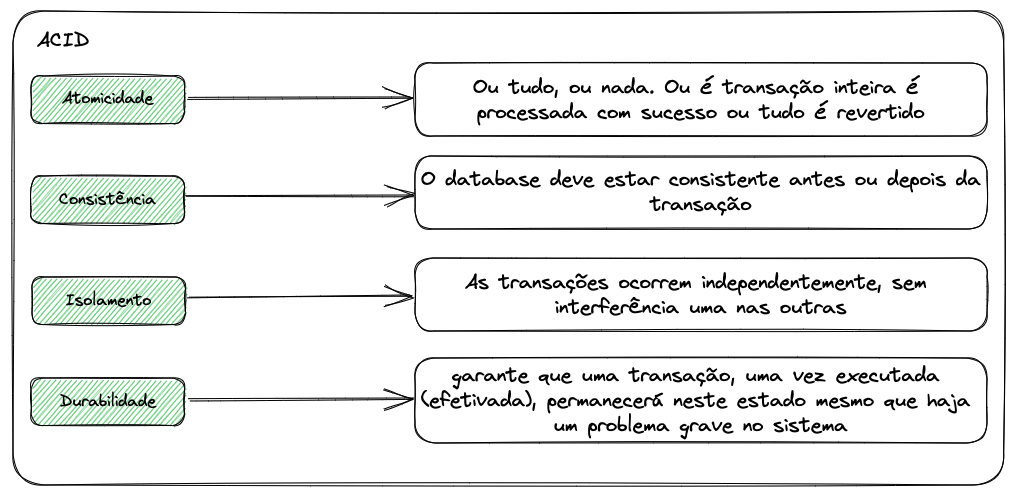 ACID
Atomicidade
Ou tudo, ou nada. Ou é transação inteira é
processada com sucesso ou tudo é revertido
Consistência
O database deve estar consistente antes ou depois da
transação
Isolamento
As transações ocorrem independentemente, sem
interferência uma nas outras
Durabilidade
garante que uma transação, uma vez executada
(efetivada), permanecerá neste estado mesmo que haja
um problema grave no sistema